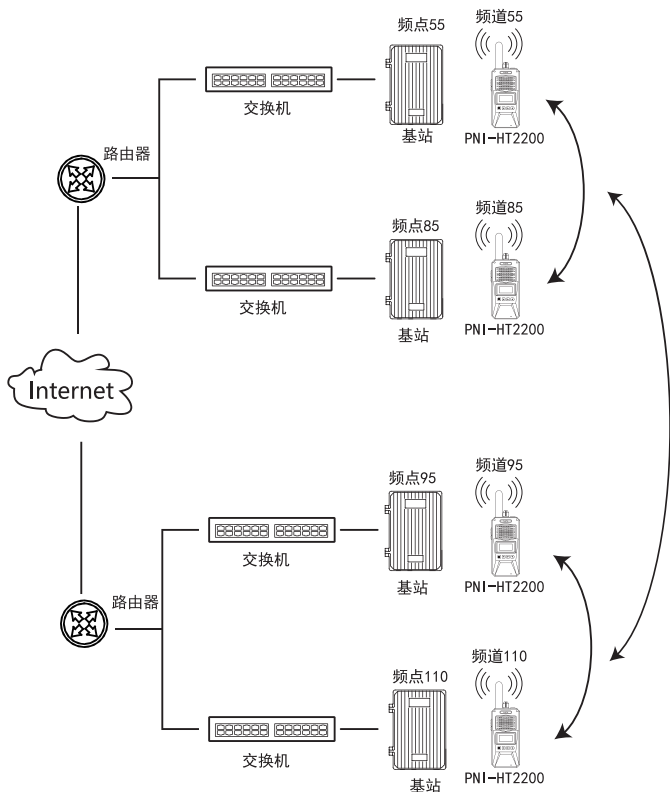 频点55
频道55
交换机
基站
PNI-HT2200
路由器
频点85
频道85
交换机
基站
PNI-HT2200
Internet
频点95
频道95
交换机
基站
PNI-HT2200
路由器
频点110
频道110
交换机
基站
PNI-HT2200